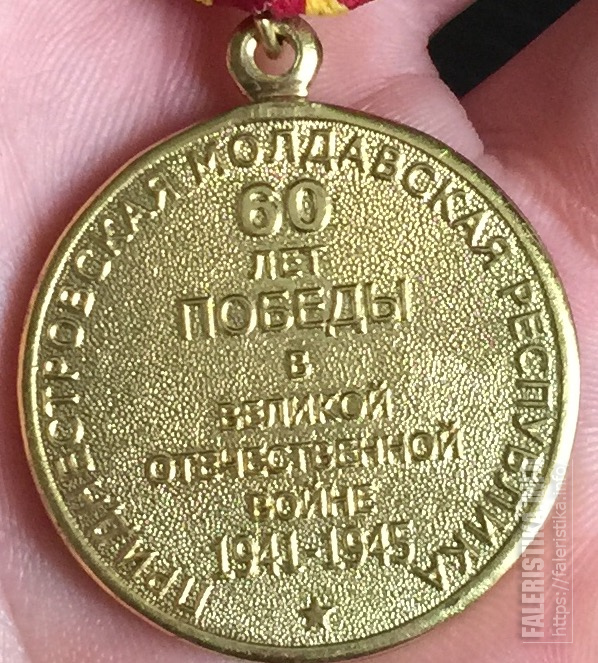 ПРИДНЕСТРОВСКАЯ МОЛДАВСКАЯ РЕСПУБЛИКА
60
ЛЕТ
ПОБЕДЫ
В
ВЕЛИКОЙ
ОТЕЧЕСТВЕННОЙ
ВОЙНЕ
1941-1945
FALERISTIKA.INFO
https://faleristika.info